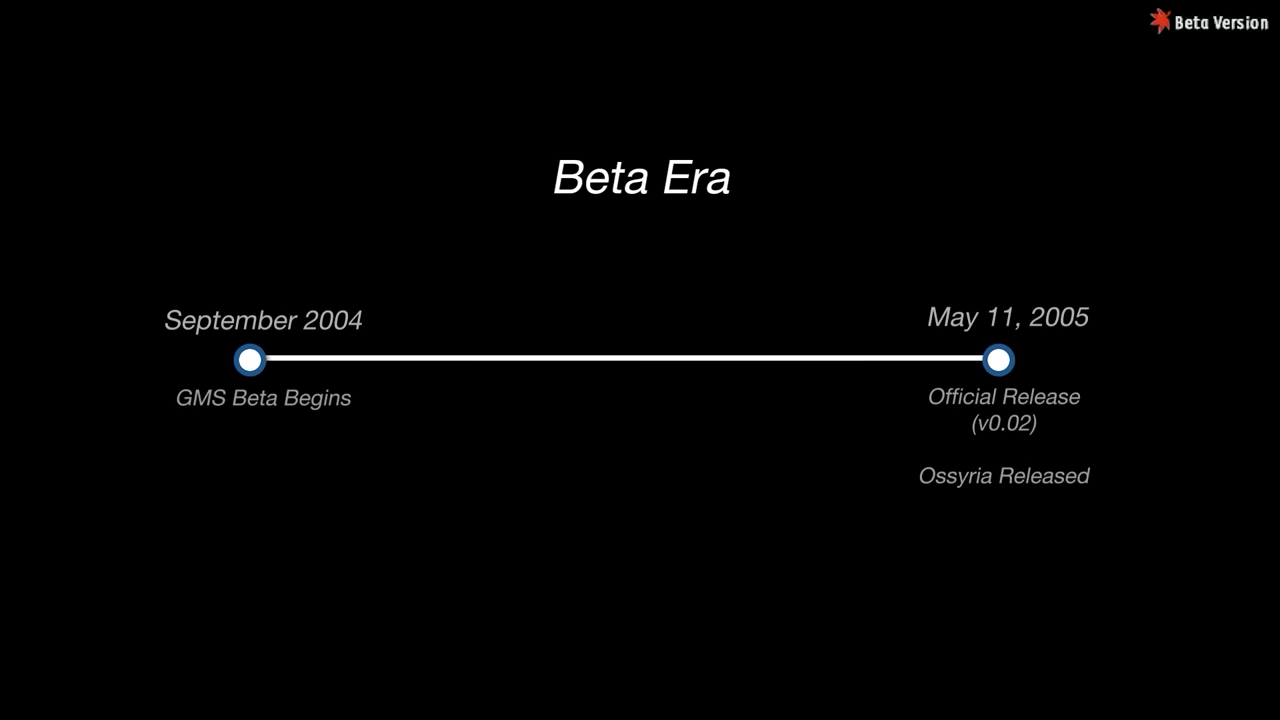 Beta Version
Beta Era
September 2004
May 11, 2005
GMS Beta Begins
Official Release
(v0.02)
Ossyria Released